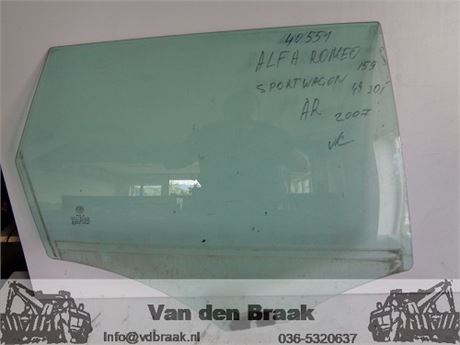 40551
ALFA ROMEO 159
SPORTWAGON
AR 2007
Van den Braak
Info@vdbraak.nl
036-5320637